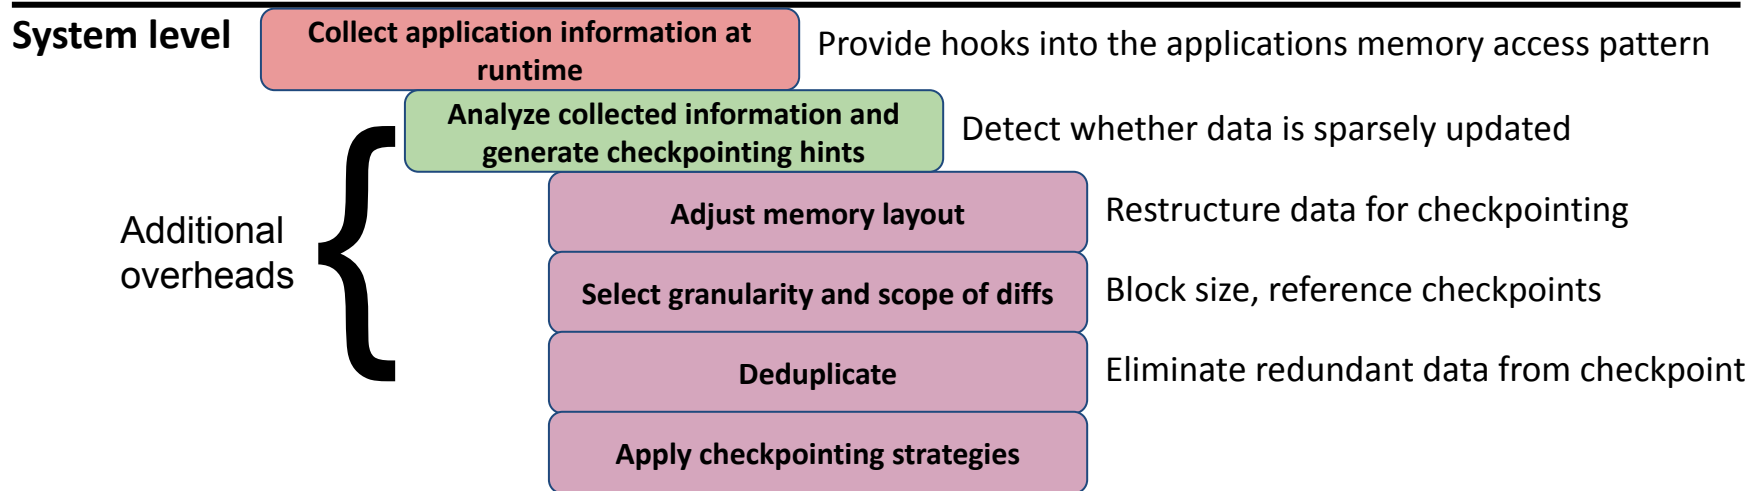 System level
Collect application information at
runtime
Provide hooks into the applications memory access pattern
Analyze collected information and
generate checkpointing hints
Detect whether data is sparsely updated
Additional
overheads
{
Adjust memory layout
Restructure data for checkpointing
Select granularity and scope of diffs
Block size, reference checkpoints
Deduplicate
Eliminate redundant data from checkpoint
Apply checkpointing strategies